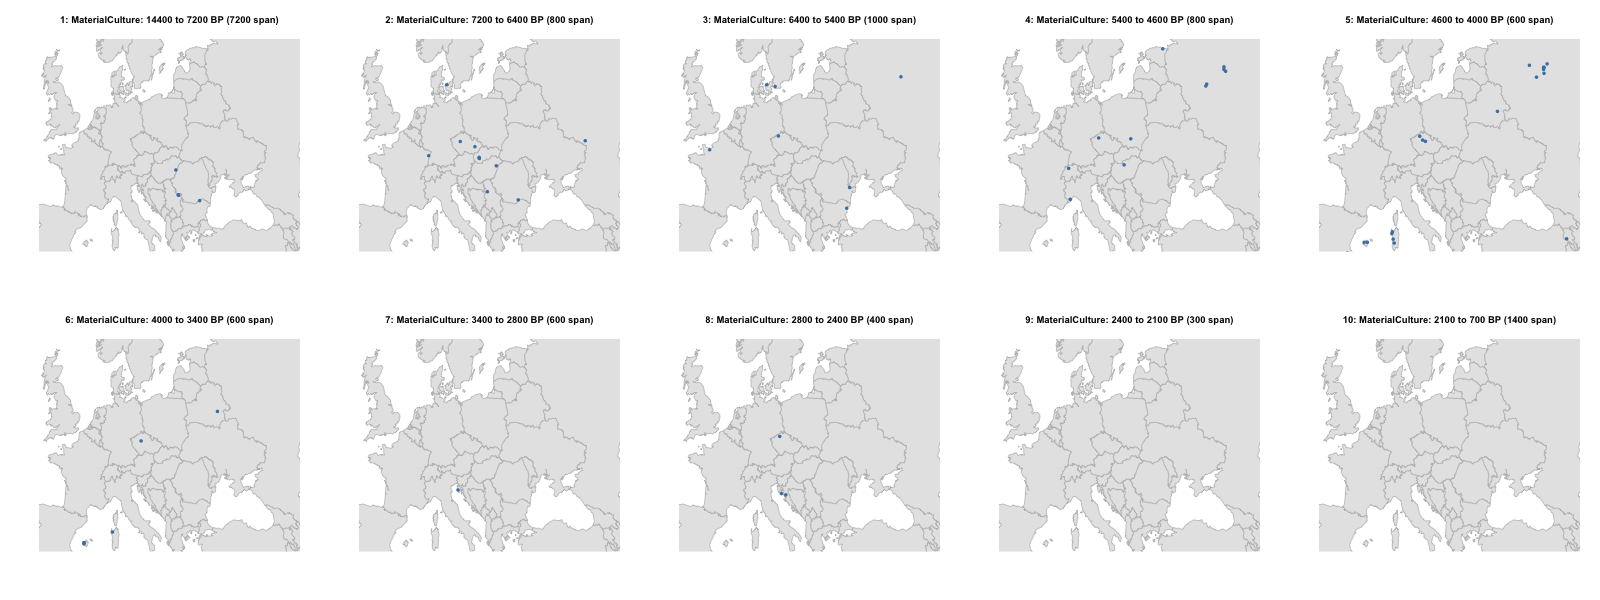 1: MaterialCulture: 14400 to 7200 BP (7200 span)
2: MaterialCulture: 7200 to 6400 BP (800 span)
3: MaterialCulture: 6400 to 5400 BP (1000 span)
4: MaterialCulture: 5400 to 4600 BP (800 span)
5: MaterialCulture: 4600 to 4000 BP (600 span)
6: MaterialCulture: 4000 to 3400 BP (600 span)
7: MaterialCulture: 3400 to 2800 BP (600 span)
8: MaterialCulture: 2800 to 2400 BP (400 span)
9: MaterialCulture: 2400 to 2100 BP (300 span)
10: MaterialCulture: 2100 to 700 BP (1400 span)